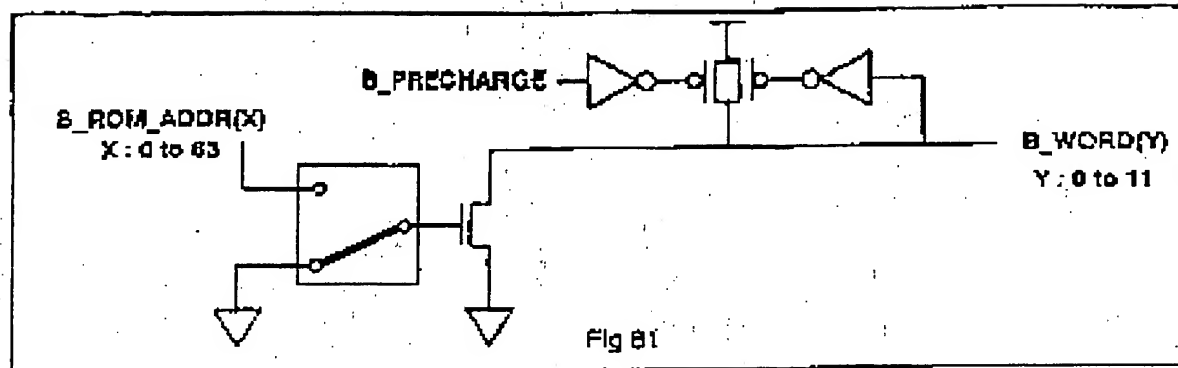 B_PRECHARGE
S_ROM_ADDR(X)
X : 0 to 63
B_WORD(Y)
Y : 0 to 11
Fig 81